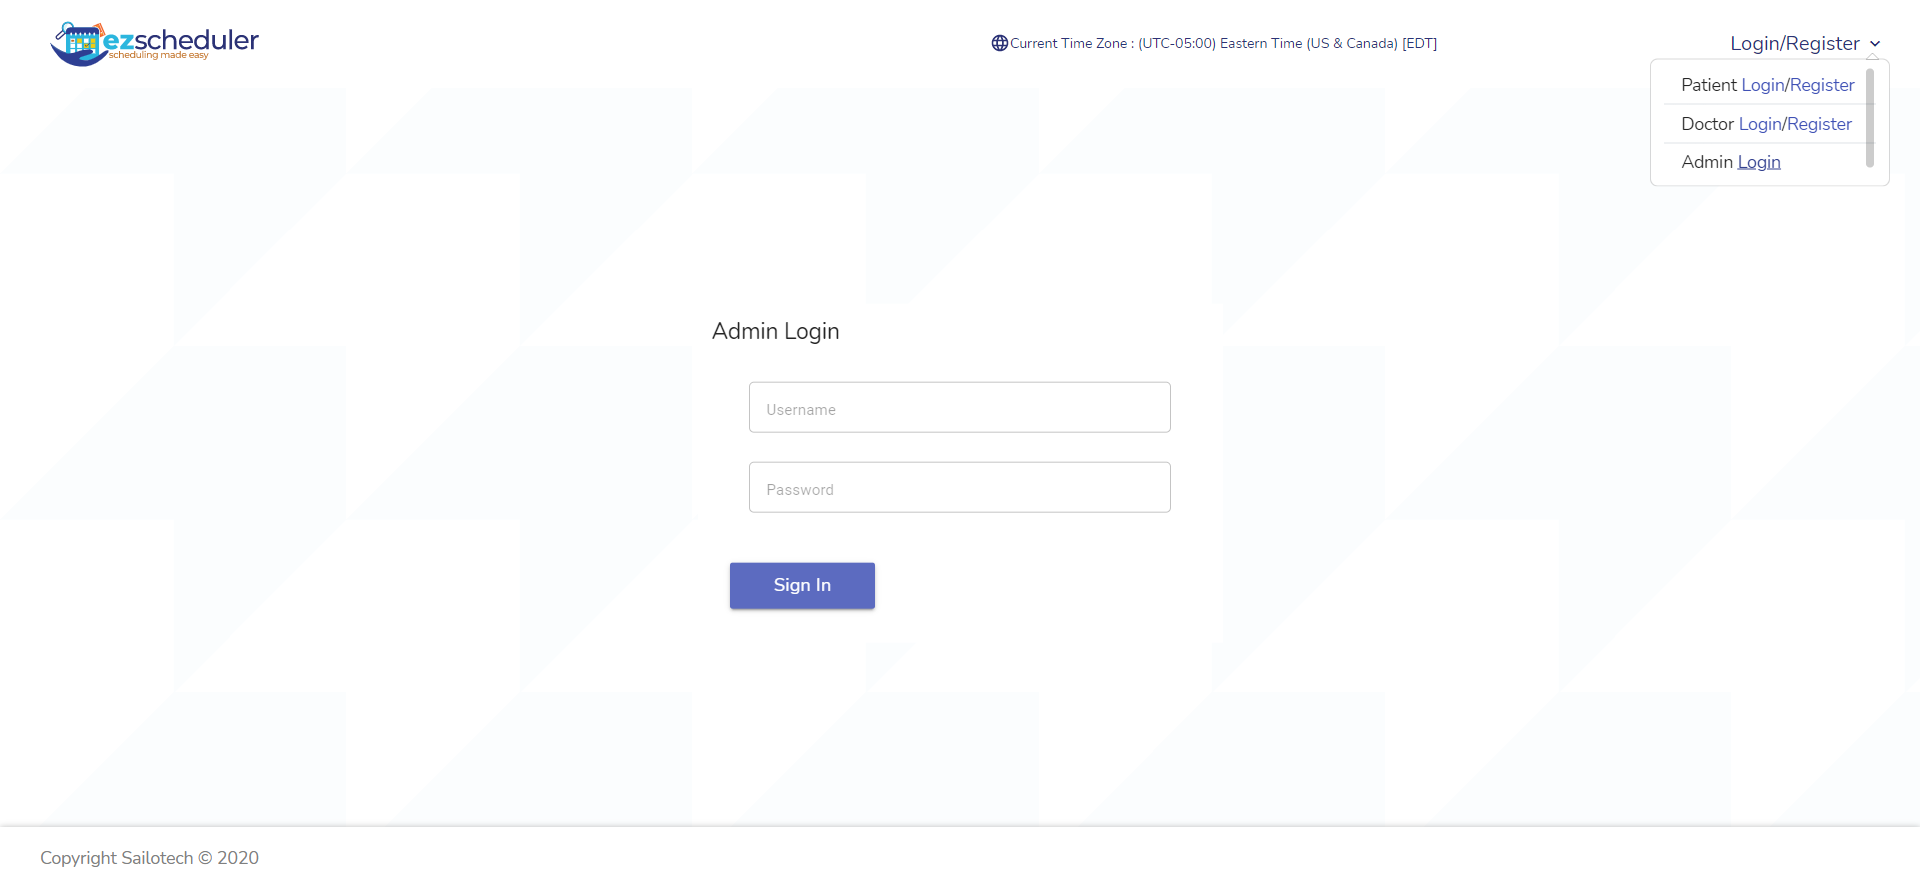 ezscheduler
scheduling made easy
Current Time Zone : (UTC-05:00) Eastern Time (US & Canada) [EDT]
Login/Register
Patient Login/Register
Doctor Login/Register
Admin Login
Admin Login
Username
Password
Sign In
Copyright Sailotech © 2020